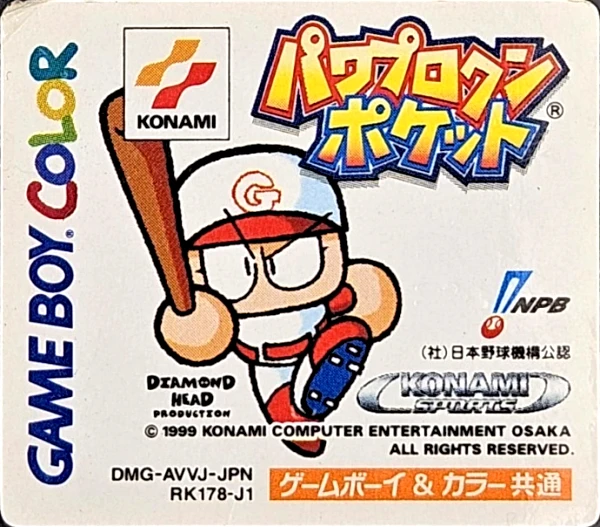 GAME BOY COLOR
KONAMI
パワプロクン
ポケット®
G
NPB
(社)日本野球機構公認
KONAMI
SPORTS
DIAMOND
HEAD
PRODUCTION
© 1999 KONAMI COMPUTER ENTERTAINMENT OSAKA
ALL RIGHTS RESERVED.
DMG-AVVJ-JPN
RK178-J1
ゲームボーイ & カラー共通